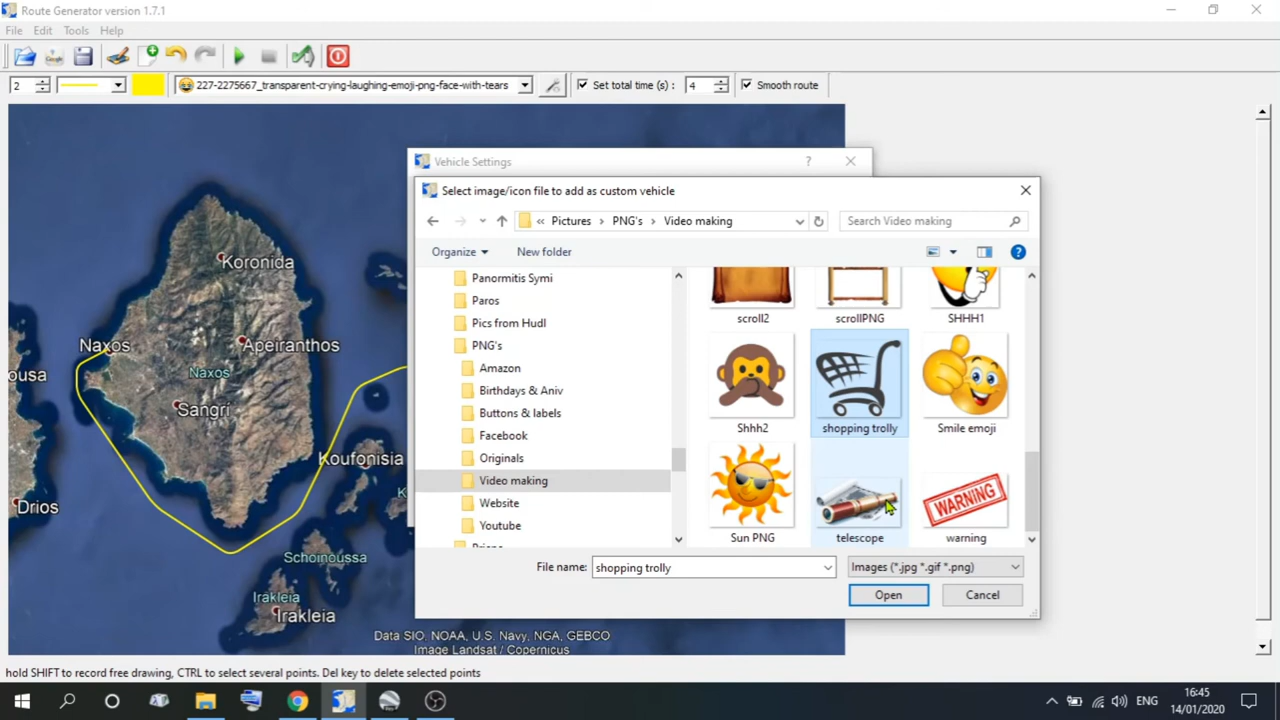 Route Generator version 1.7.1
File Edit Tools Help
2 227-2275667_transparent-crying-laughing-emoji-png-face-with-tears Set total time (s) : 4 Smooth route
Vehicle Settings ?
Select image/icon file to add as custom vehicle
« Pictures › PNG's › Video making Search Video making
Organize New folder
Panormitis Symi
Paros
Pics from Hudl
PNG's
Amazon
Birthdays & Aniv
Buttons & labels
Facebook
Originals
Video making
Website
Youtube
scroll2 scrollPNG SHHH1
Shhh2 shopping trolly Smile emoji
WARNING
Sun PNG telescope warning
File name: shopping trolly Images (*.jpg *.gif *.png)
Open Cancel
Koronida
Naxos Apeiranthos
Naxos
ousa
Sangri
Koufonisia
Drios
Schoinoussa
Irakleia
Irakleia
Data SIO, NOAA, U.S. Navy, NGA, GEBCO
Image Landsat / Copernicus
hold SHIFT to record free drawing, CTRL to select several points. Del key to delete selected points
ENG 16:45
14/01/2020